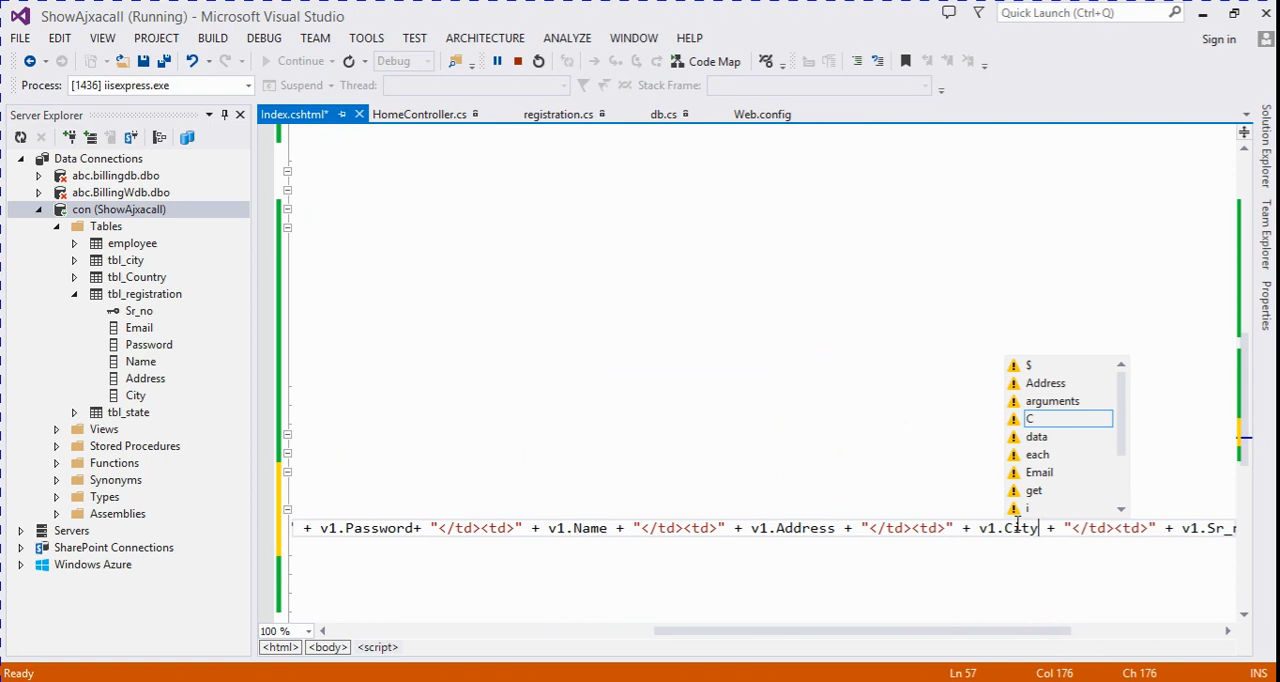 ShowAjxacall (Running) - Microsoft Visual Studio
Quick Launch (Ctrl+Q)
FILE EDIT VIEW PROJECT BUILD DEBUG TEAM TOOLS TEST ARCHITECTURE ANALYZE WINDOW HELP
Sign in
Continue Debug Code Map
Process: [1436] iisexpress.exe Suspend Thread: Stack Frame:
Server Explorer
Index.cshtml* HomeController.cs registration.cs db.cs Web.config
Data Connections
abc.billingdb.dbo
abc.BillingWdb.dbo
con (ShowAjxacall)
Tables
employee
tbl_city
tbl_Country
tbl_registration
Sr_no
Email
Password
Name
Address
City
tbl_state
Views
Stored Procedures
Functions
Synonyms
Types
Assemblies
Servers
SharePoint Connections
Windows Azure
$
Address
arguments
C
data
each
Email
get
i
" + v1.Password+ "</td><td>" + v1.Name + "</td><td>" + v1.Address + "</td><td>" + v1.City + "</td><td>" + v1.Sr_
100 %
<html> <body> <script>
Solution Explorer
Team Explorer
Properties
Ready
Ln 57 Col 176 Ch 176 INS